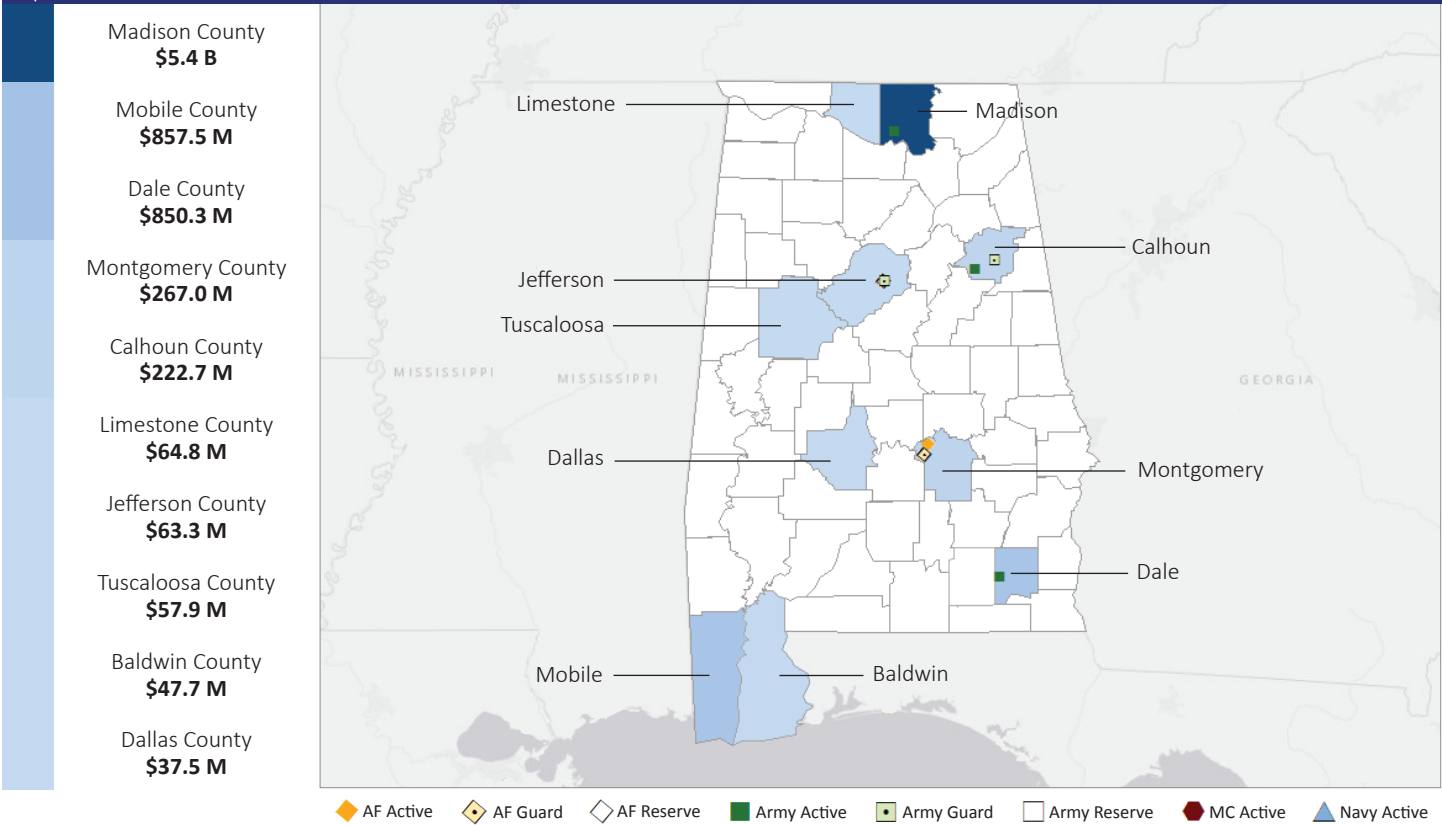 Madison County
$5.4 B
Mobile County
$857.5 M
Dale County
$850.3 M
Montgomery County
$267.0 M
Calhoun County
$222.7 M
Limestone County
$64.8 M
Jefferson County
$63.3 M
Tuscaloosa County
$57.9 M
Baldwin County
$47.7 M
Dallas County
$37.5 M
Limestone
Madison
Calhoun
Jefferson
Tuscaloosa
MISSISSIPPI
MISSISSIPPI
GEORGIA
Dallas
Montgomery
Dale
Mobile
Baldwin
AF Active
AF Guard
AF Reserve
Army Active
Army Guard
Army Reserve
MC Active
Navy Active